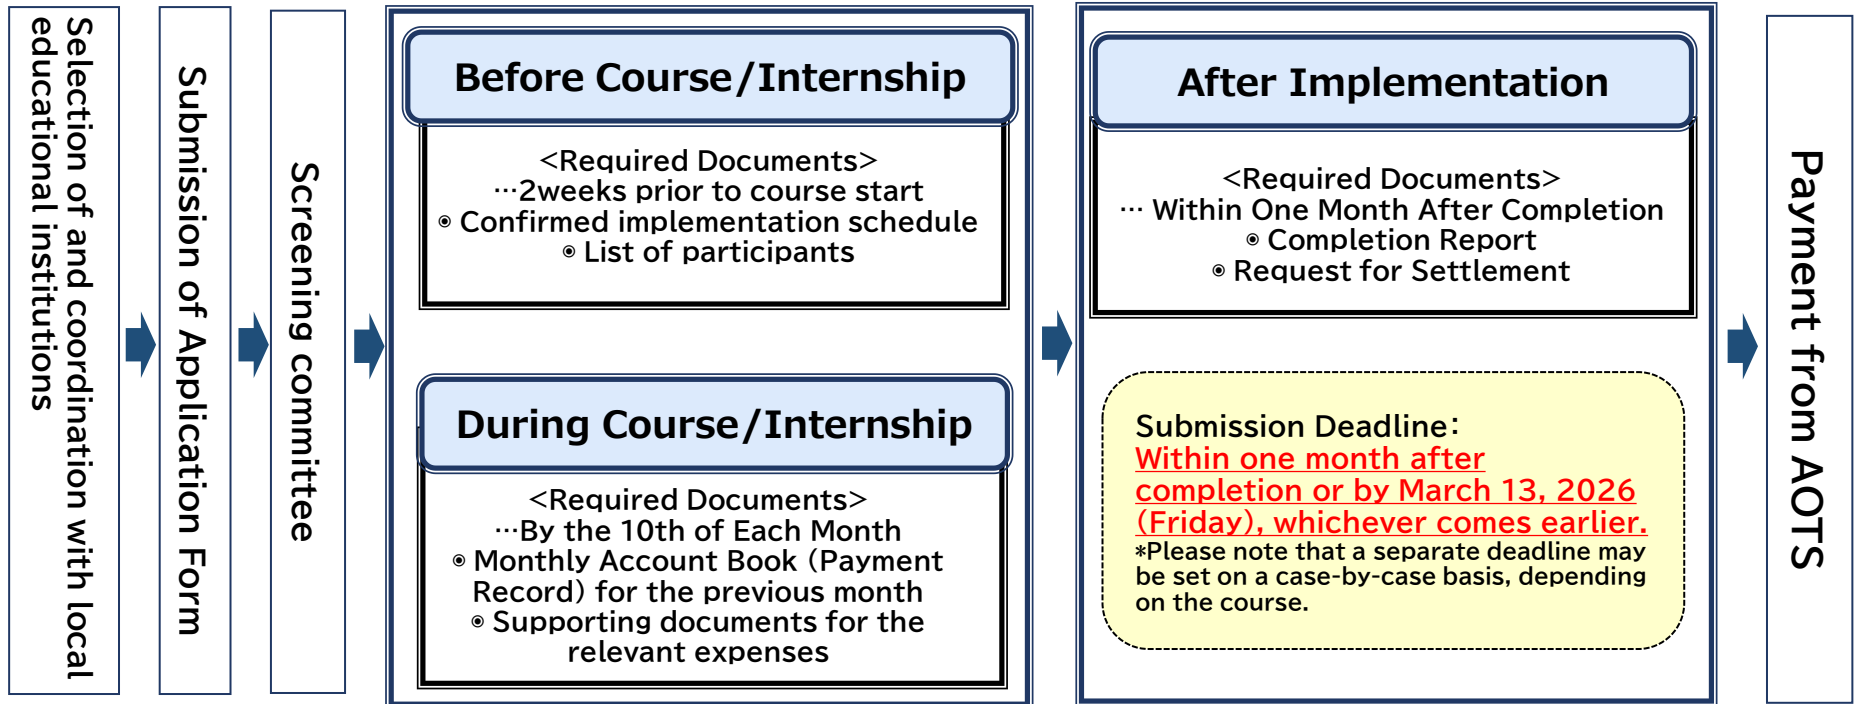 Selection of and coordination with local
educational institutions
Submission of Application Form
Screening committee
Before Course/Internship
<Required Documents>
…2weeks prior to course start
◉ Confirmed implementation schedule
◉ List of participants
During Course/Internship
<Required Documents>
…By the 10th of Each Month
◉ Monthly Account Book (Payment
Record) for the previous month
◉ Supporting documents for the
relevant expenses
After Implementation
<Required Documents>
… Within One Month After Completion
◉ Completion Report
◉ Request for Settlement
Submission Deadline:
Within one month after
completion or by March 13, 2026
(Friday), whichever comes earlier.
*Please note that a separate deadline may
be set on a case-by-case basis, depending
on the course.
Payment from AOTS